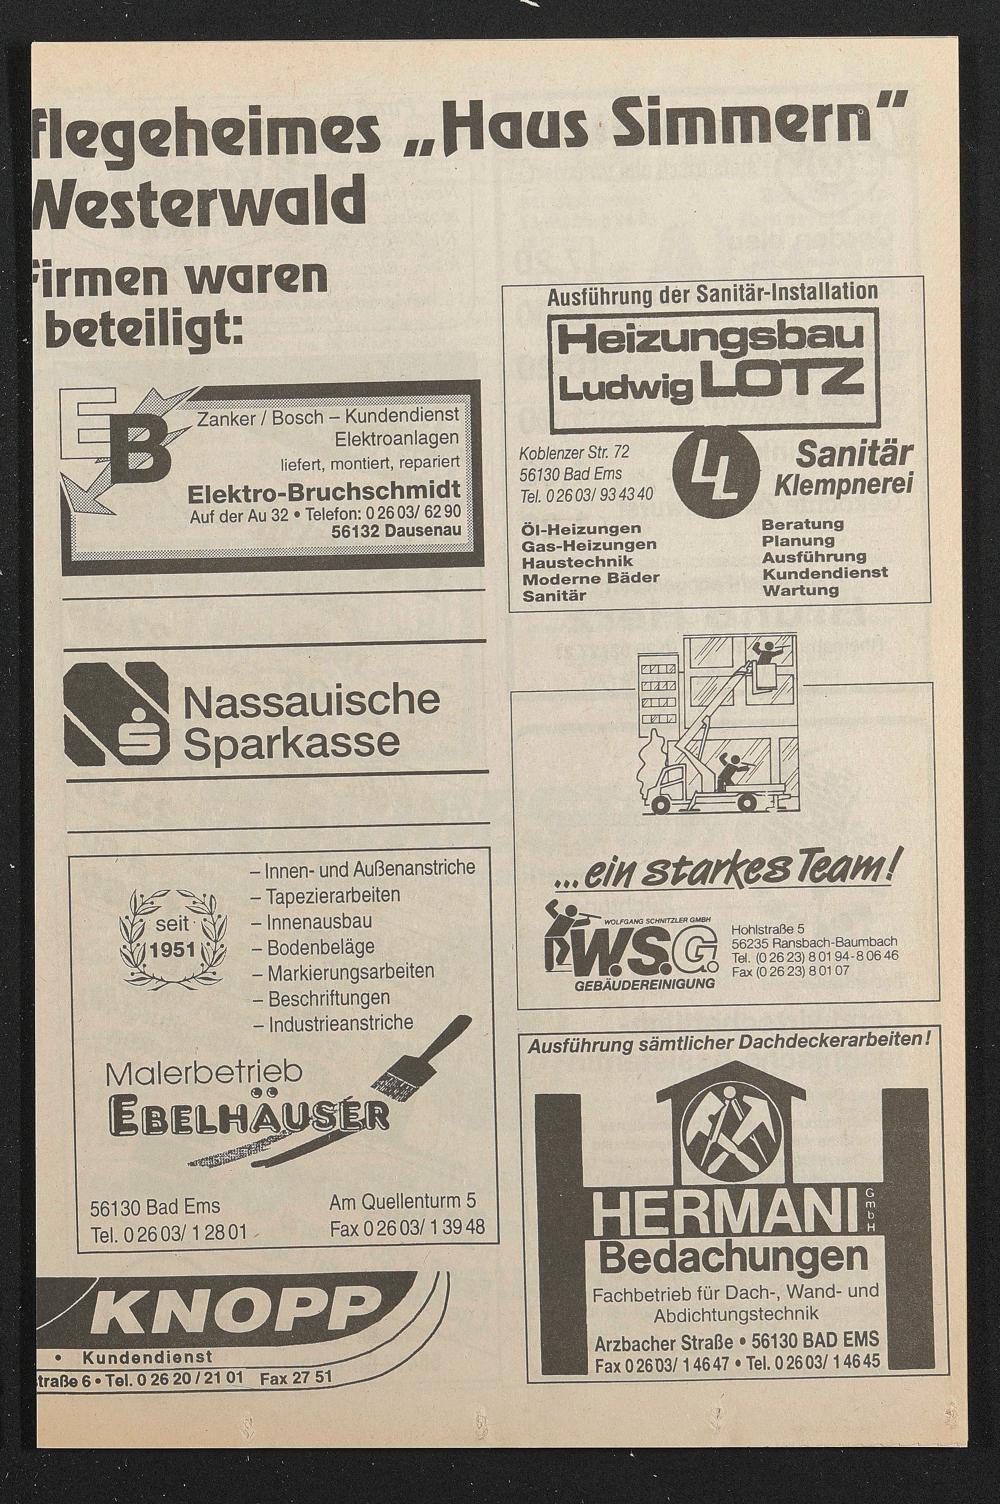 flegeheimes „Haus Simmern"
Westerwald
Firmen waren
beteiligt:
EB
Zanker / Bosch – Kundendienst
Elektroanlagen
liefert, montiert, repariert
Elektro-Bruchschmidt
Auf der Au 32 • Telefon: 0 26 03/ 62 90
56132 Dausenau
Nassauische
Sparkasse
seit
1951
– Innen- und Außenanstriche
– Tapezierarbeiten
– Innenausbau
– Bodenbeläge
– Markierungsarbeiten
– Beschriftungen
– Industrieanstriche
Malerbetrieb
EBELHÄUSER
56130 Bad Ems
Am Quellenturm 5
Tel. 0 26 03/ 1 28 01
Fax 0 26 03/ 1 39 48
KNOPP
• Kundendienst
traße 6 • Tel. 0 26 20 / 21 01 Fax 27 51
Ausführung der Sanitär-Installation
Heizungsbau
Ludwig LOTZ
Koblenzer Str. 72
56130 Bad Ems
Tel. 0 26 03/ 93 43 40
LL
Sanitär
Klempnerei
Öl-Heizungen
Gas-Heizungen
Haustechnik
Moderne Bäder
Sanitär
Beratung
Planung
Ausführung
Kundendienst
Wartung
...ein starkes Team!
WOLFGANG SCHNITZLER GMBH
W.S.G.
GEBÄUDEREINIGUNG
Hohlstraße 5
56235 Ransbach-Baumbach
Tel. (0 26 23) 8 01 94 - 8 06 46
Fax (0 26 23) 8 01 07
Ausführung sämtlicher Dachdeckerarbeiten!
HERMANI GmbH
Bedachungen
Fachbetrieb für Dach-, Wand- und
Abdichtungstechnik
Arzbacher Straße • 56130 BAD EMS
Fax 0 26 03/ 1 46 47 • Tel. 0 26 03/ 1 46 45